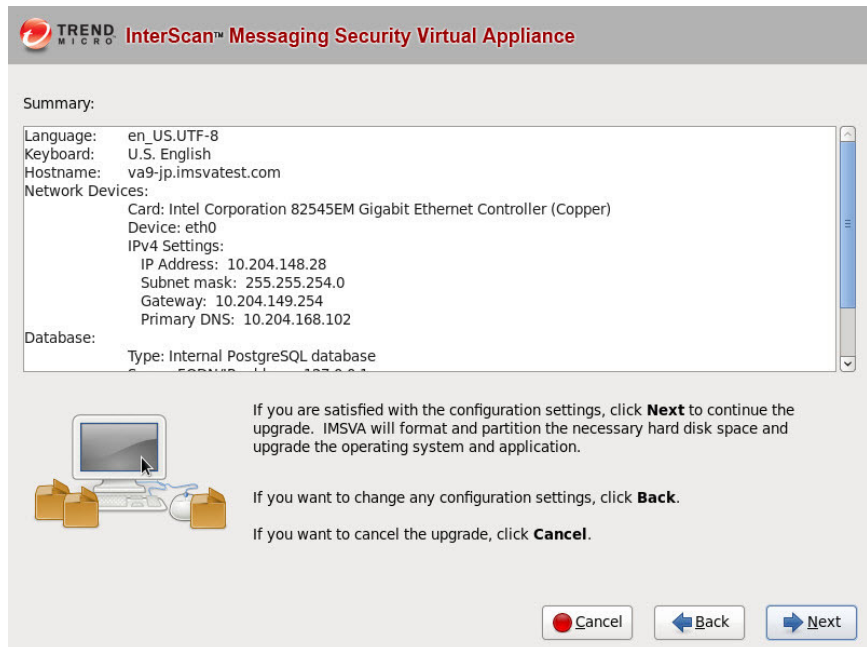 TREND MICRO InterScan™ Messaging Security Virtual Appliance
Summary:
Language: en_US.UTF-8
Keyboard: U.S. English
Hostname: va9-jp.imsvatest.com
Network Devices:
Card: Intel Corporation 82545EM Gigabit Ethernet Controller (Copper)
Device: eth0
IPv4 Settings:
IP Address: 10.204.148.28
Subnet mask: 255.255.254.0
Gateway: 10.204.149.254
Primary DNS: 10.204.168.102
Database:
Type: Internal PostgreSQL database
If you are satisfied with the configuration settings, click Next to continue the
upgrade. IMSVA will format and partition the necessary hard disk space and
upgrade the operating system and application.
If you want to change any configuration settings, click Back.
If you want to cancel the upgrade, click Cancel.
Cancel Back Next